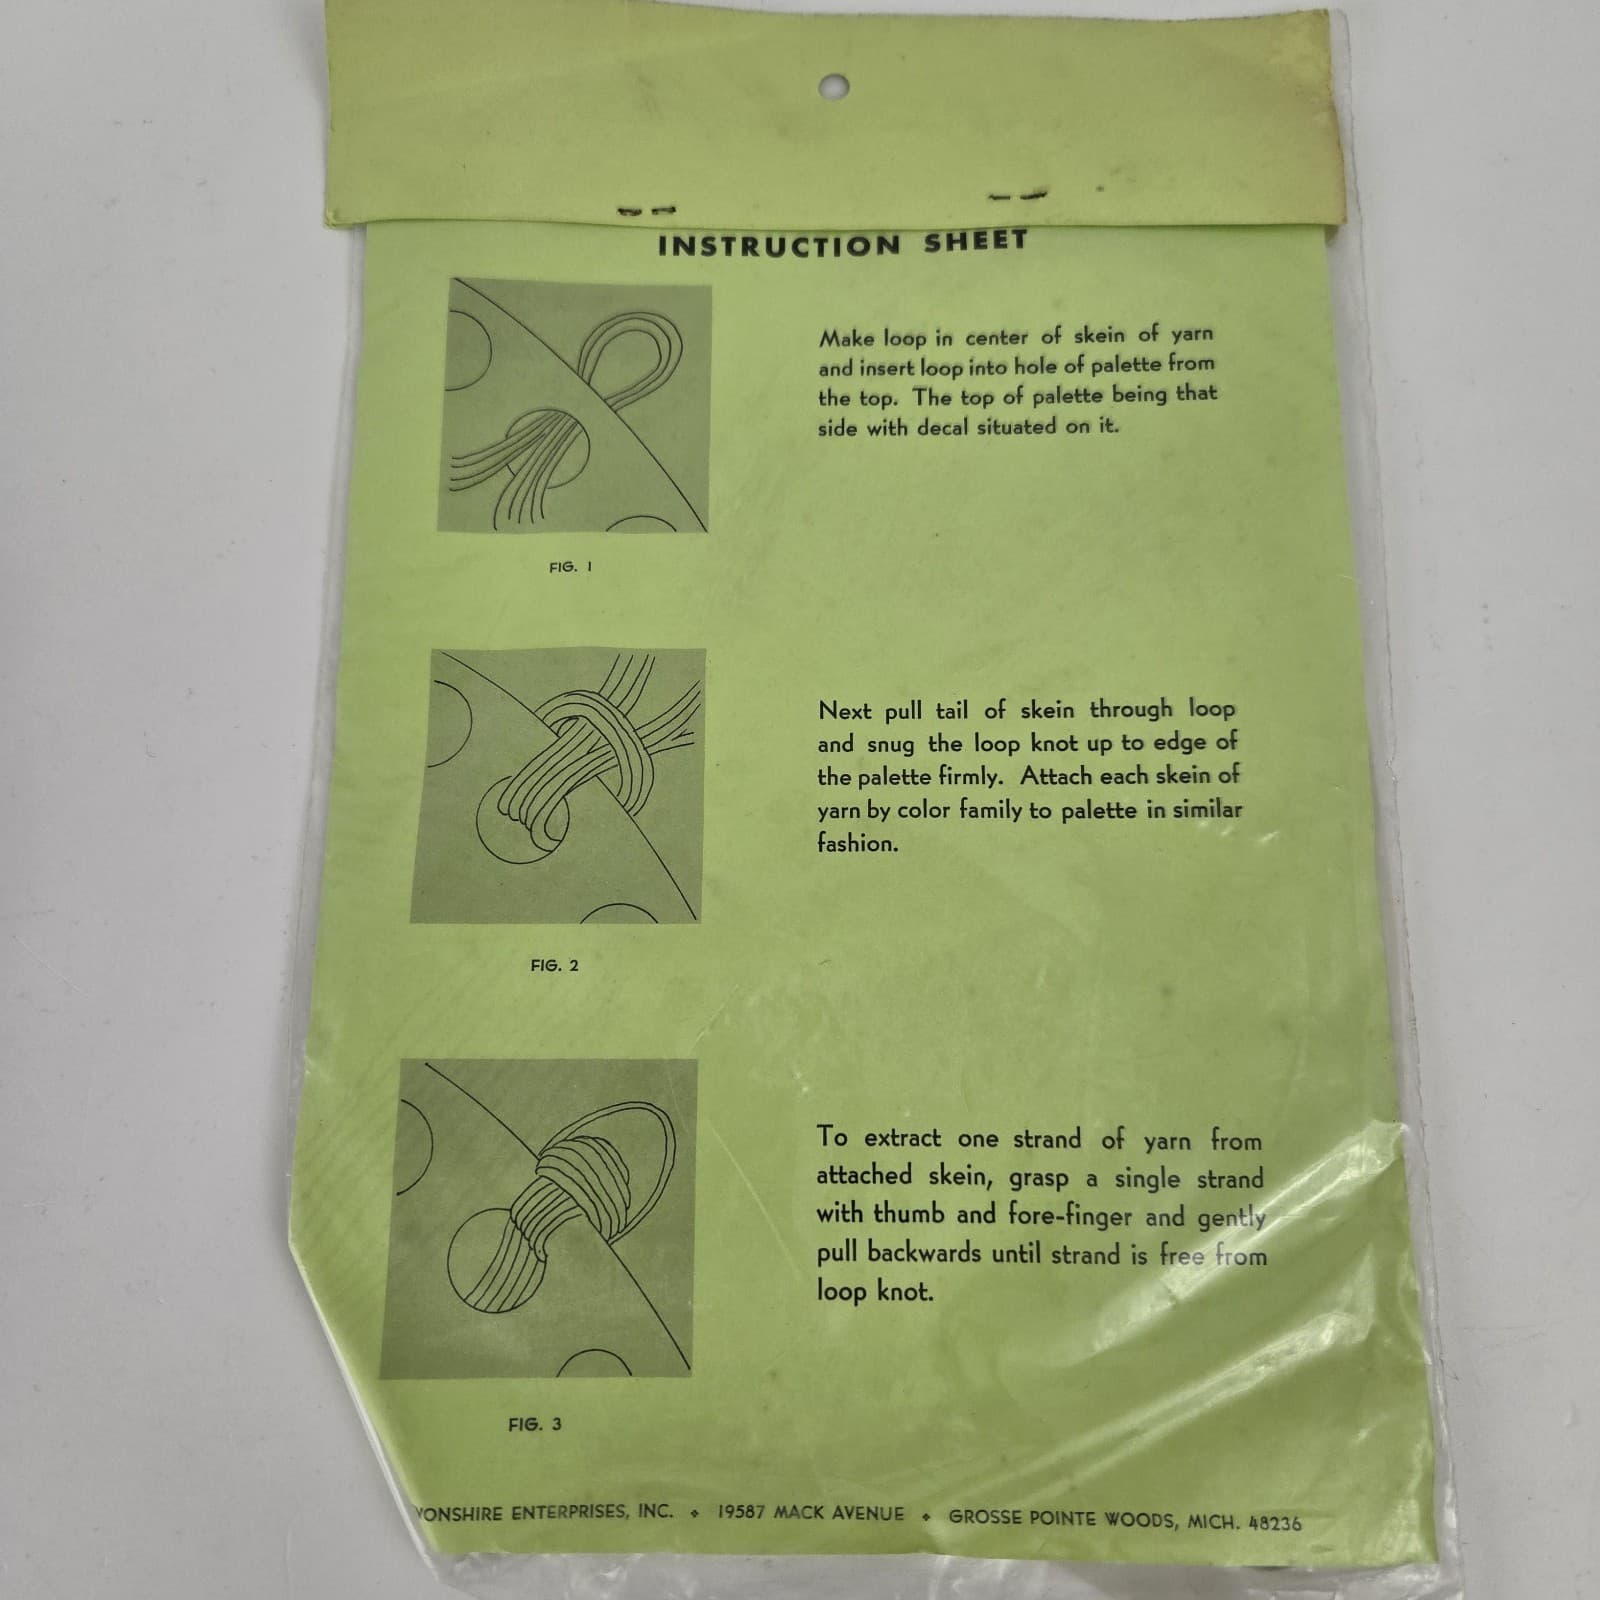 INSTRUCTION SHEET
Make loop in center of skein of yarn
and insert loop into hole of palette from
the top. The top of palette being that
side with decal situated on it.
FIG. 1
Next pull tail of skein through loop
and snug the loop knot up to edge of
the palette firmly. Attach each skein of
yarn by color family to palette in similar
fashion.
FIG. 2
To extract one strand of yarn from
attached skein, grasp a single strand
with thumb and fore-finger and gently
pull backwards until strand is free from
loop knot.
FIG. 3
VONSHIRE ENTERPRISES, INC. ❖ 19587 MACK AVENUE ❖ GROSSE POINTE WOODS, MICH. 48236